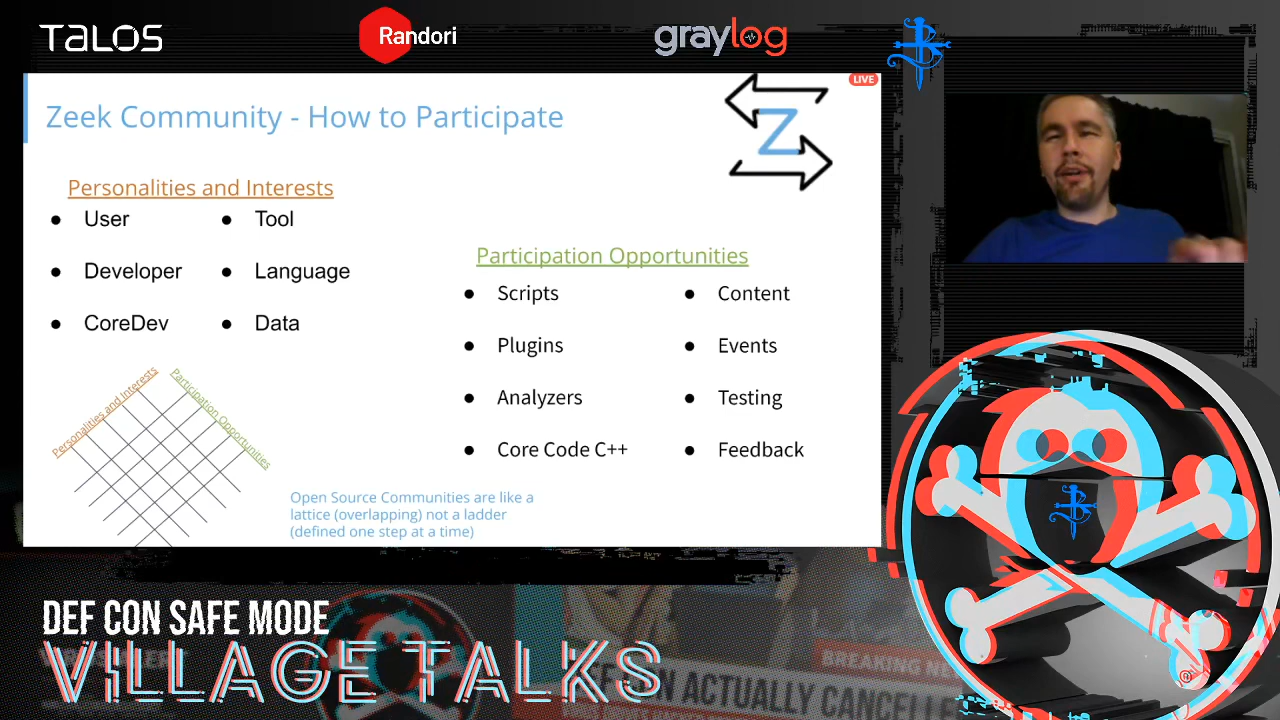 TALOS
Randori
graylog
LIVE
Zeek Community - How to Participate
Z
Personalities and Interests
● User
● Tool
● Developer
● Language
● CoreDev
● Data
Participation Opportunities
● Scripts
● Content
● Plugins
● Events
● Analyzers
● Testing
● Core Code C++
● Feedback
Personalities and Interests
Participation Opportunities
Open Source Communities are like a
lattice (overlapping) not a ladder
(defined one step at a time)
DEF CON SAFE MODE
VILLAGE TALKS
BREAKING NE
CON ACTUALLY CANCELLE